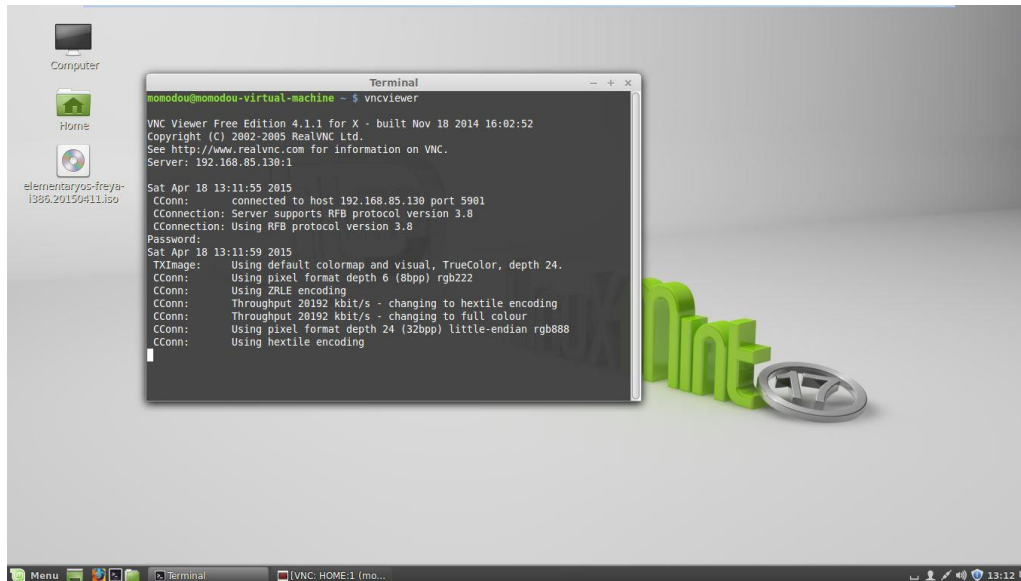 Computer
Home
elementaryos-freya-
i386.20150411.iso
Terminal
momodou@momodou-virtual-machine ~ $ vncviewer
VNC Viewer Free Edition 4.1.1 for X - built Nov 18 2014 16:02:52
Copyright (C) 2002-2005 RealVNC Ltd.
See http://www.realvnc.com for information on VNC.
Server: 192.168.85.130:1
Sat Apr 18 13:11:55 2015
CConn: connected to host 192.168.85.130 port 5901
CConnection: Server supports RFB protocol version 3.8
CConnection: Using RFB protocol version 3.8
Password:
Sat Apr 18 13:11:59 2015
TXImage: Using default colormap and visual, TrueColor, depth 24.
CConn: Using pixel format depth 6 (8bpp) rgb222
CConn: Using ZRLE encoding
CConn: Throughput 20192 kbit/s - changing to hextile encoding
CConn: Throughput 20192 kbit/s - changing to full colour
CConn: Using pixel format depth 24 (32bpp) little-endian rgb888
CConn: Using hextile encoding
Linux Mint 17
Menu
Terminal
[VNC: HOME:1 (mo...
13:12